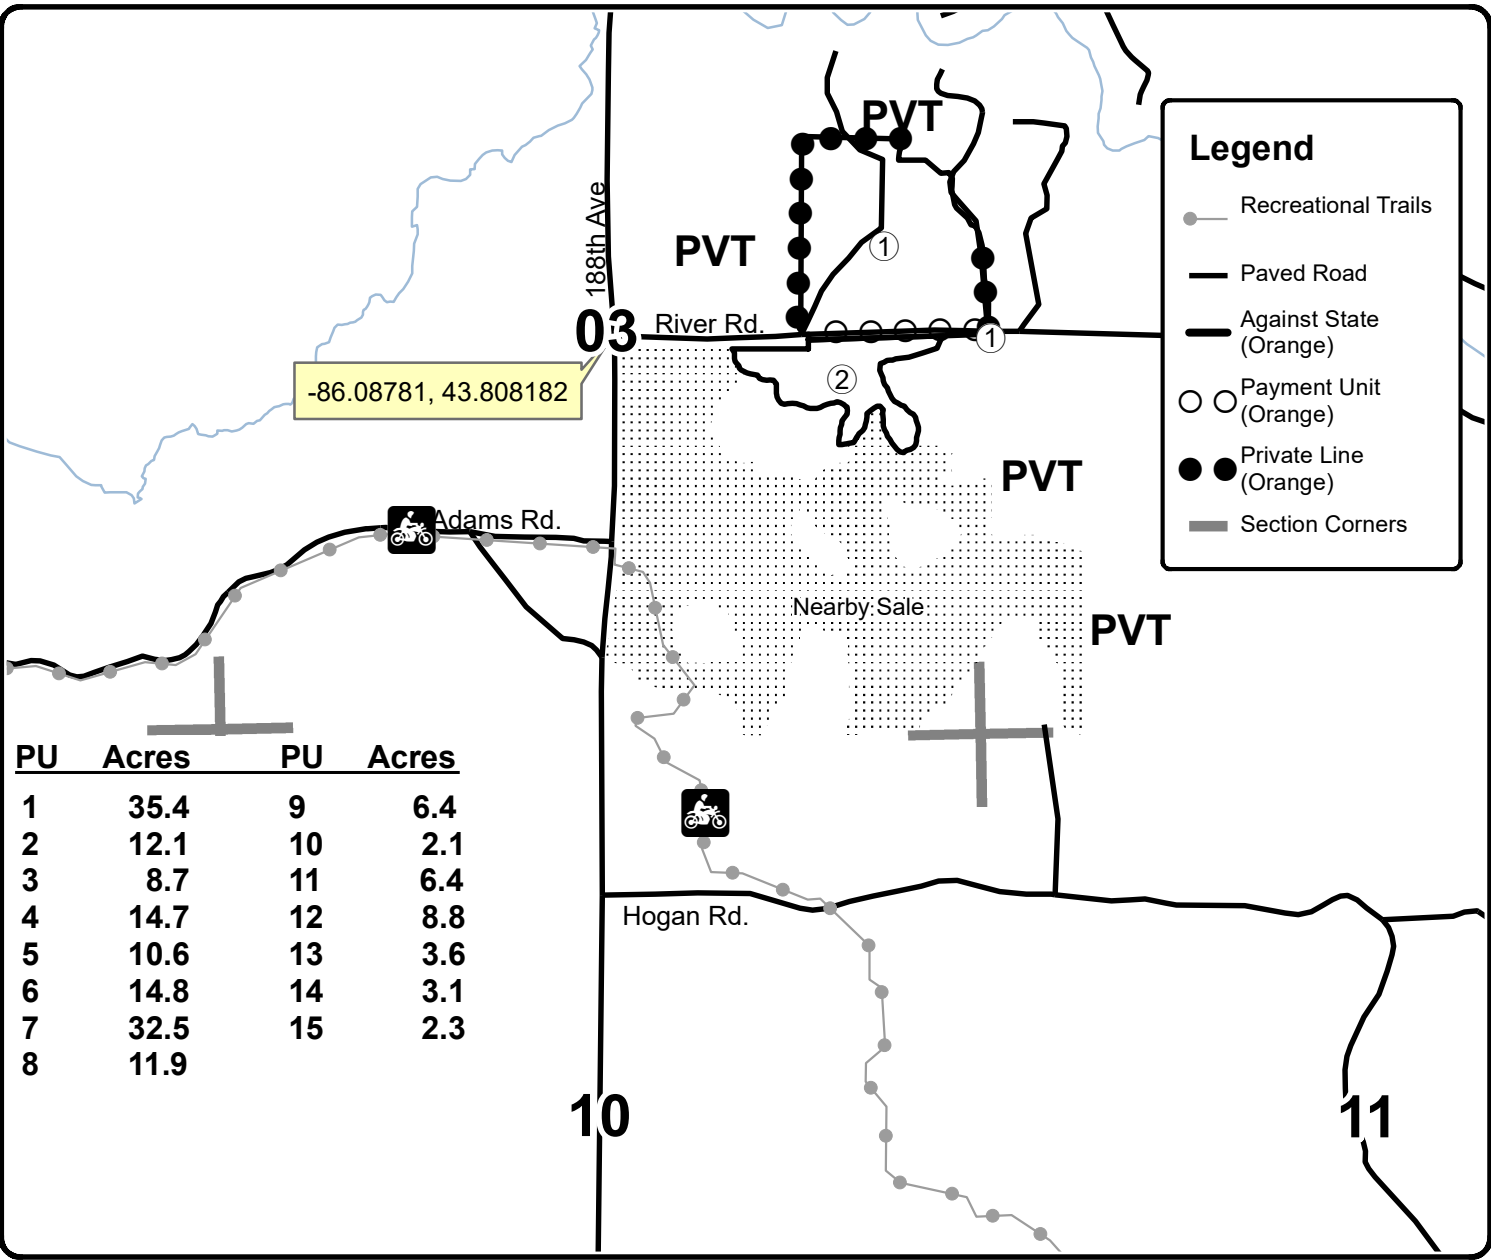 PVT
188th Ave
PVT
1
03
River Rd.
1
-86.08781, 43.808182
2
PVT
Adams Rd.
Nearby Sale
PVT
Legend
Recreational Trails
Paved Road
Against State
(Orange)
Payment Unit
(Orange)
Private Line
(Orange)
Section Corners
PU Acres PU Acres
1 35.4 9 6.4
2 12.1 10 2.1
3 8.7 11 6.4
4 14.7 12 8.8
5 10.6 13 3.6
6 14.8 14 3.1
7 32.5 15 2.3
8 11.9
Hogan Rd.
10
11